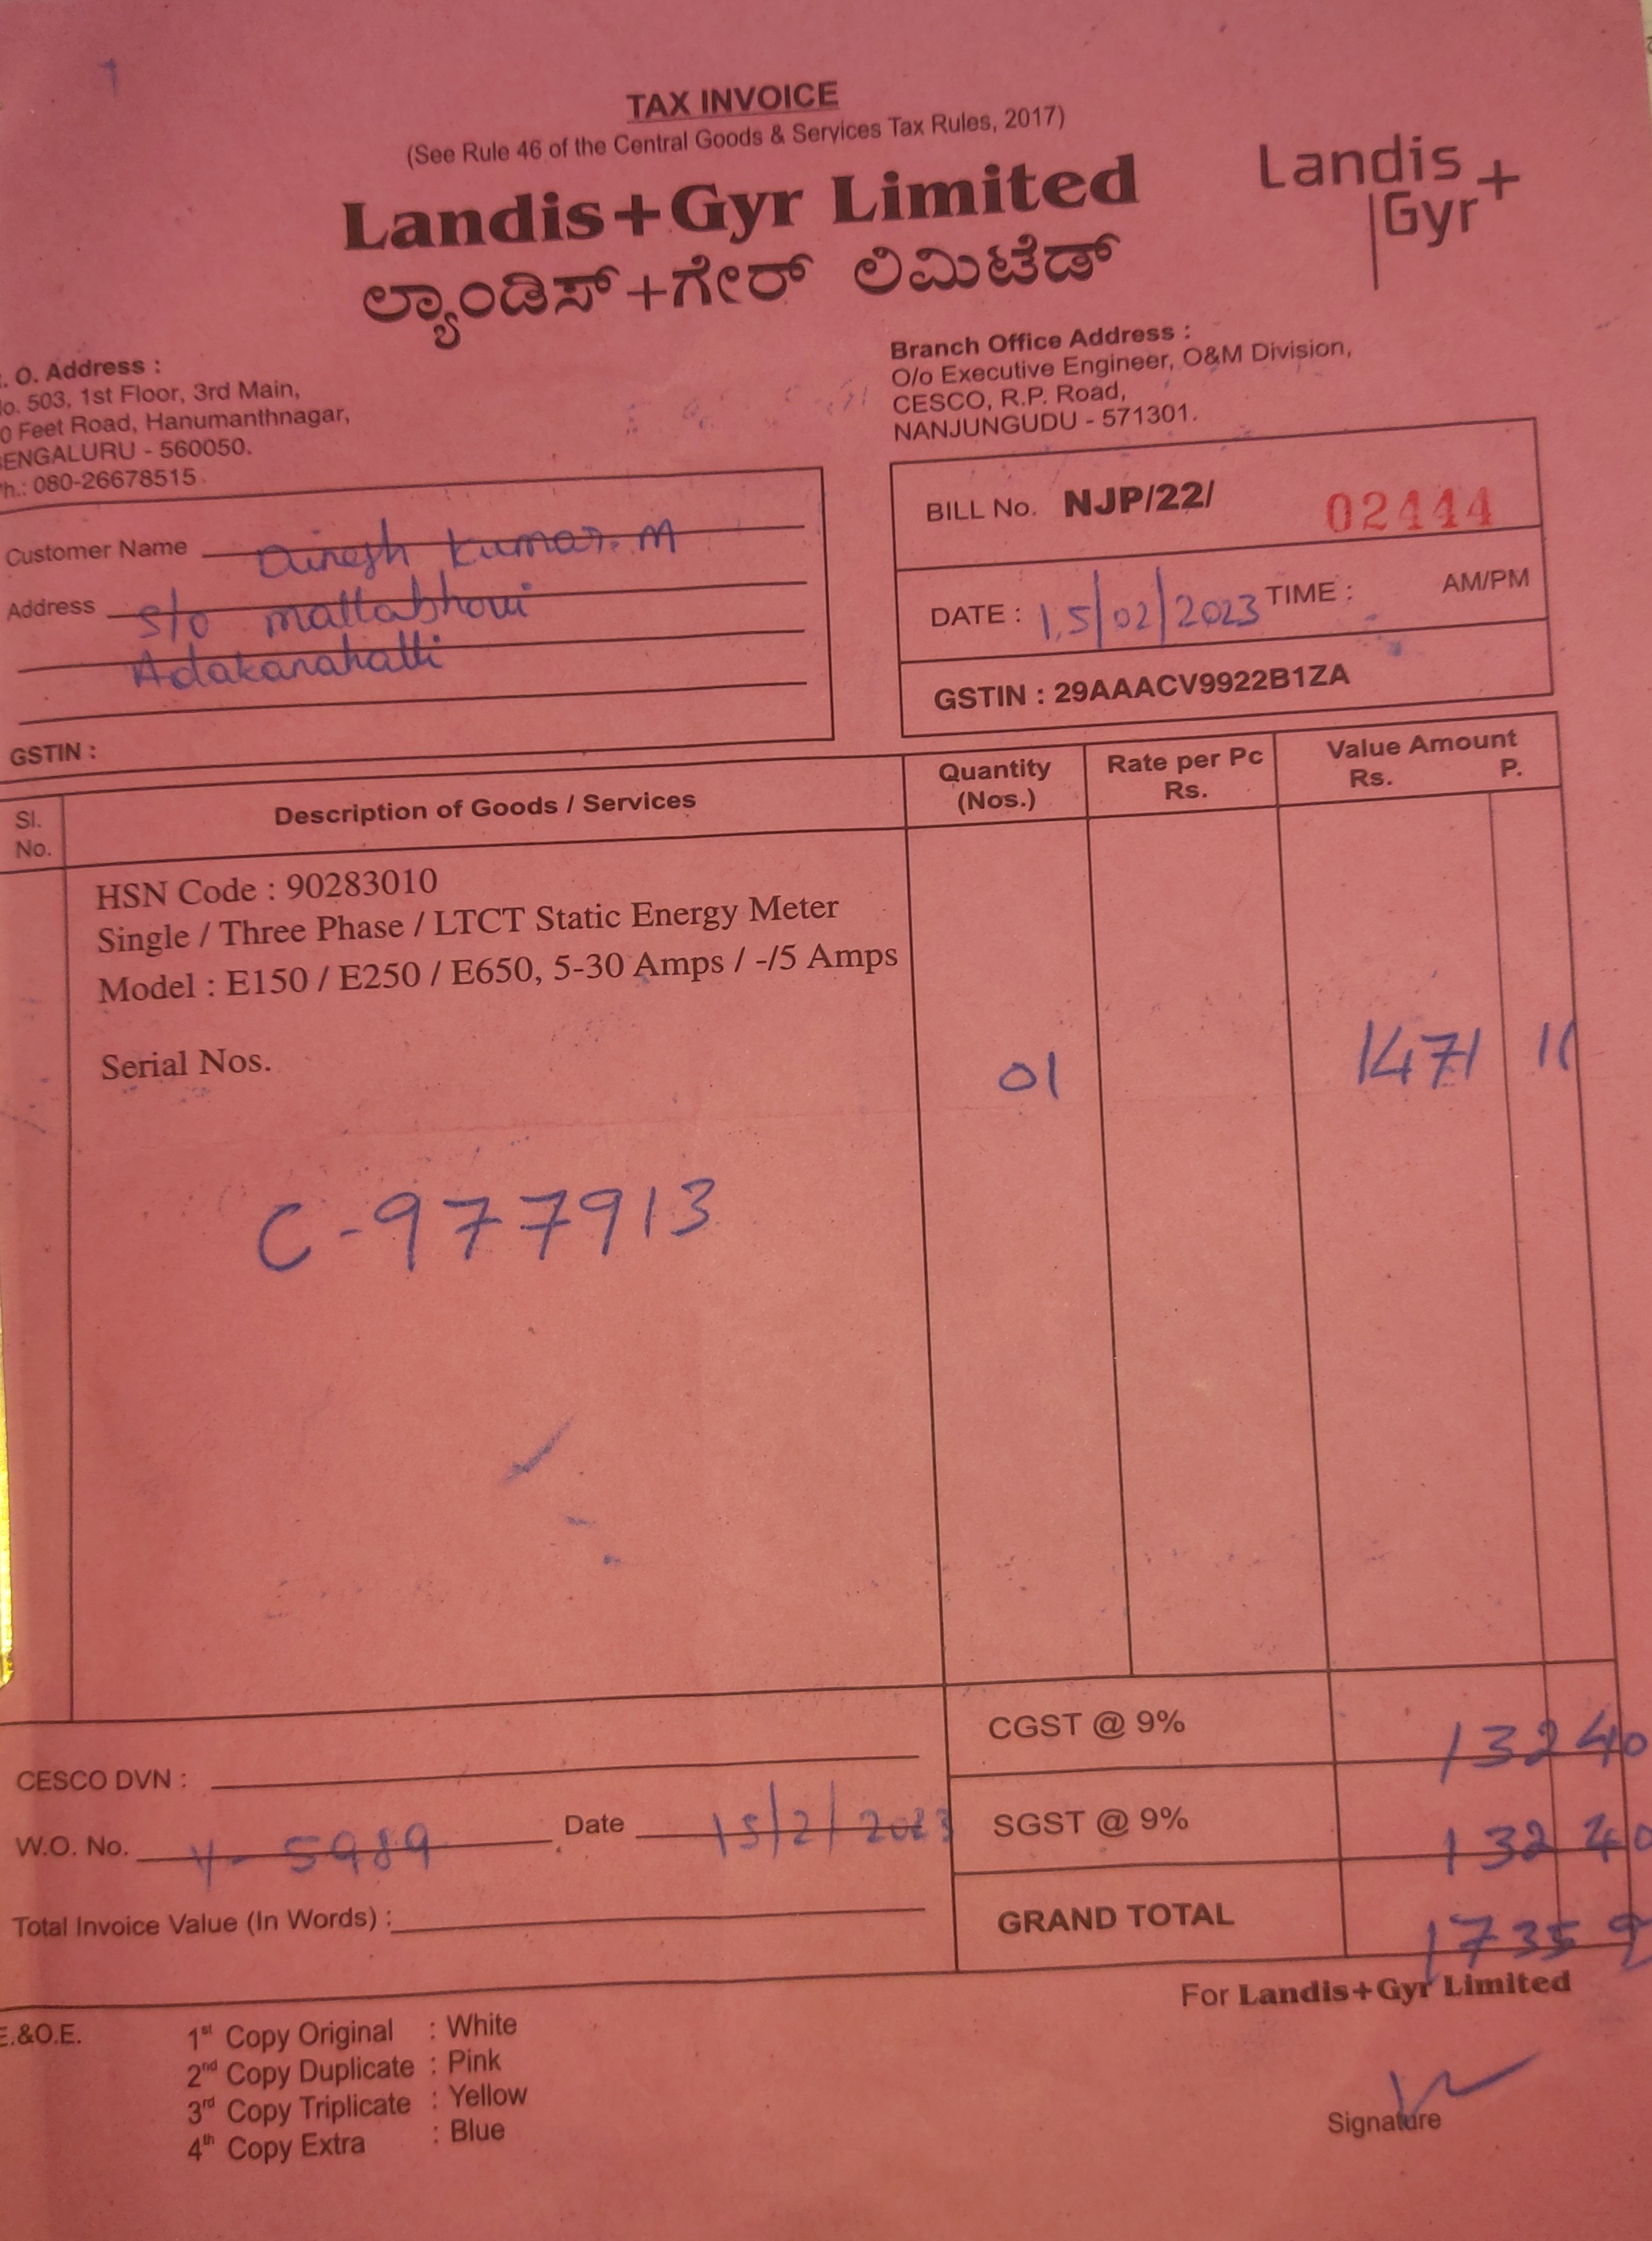 TAX INVOICE
(See Rule 46 of the Central Goods & Services Tax Rules, 2017)
Landis+Gyr Limited
ಲ್ಯಾಂಡಿಸ್+ಗೇರ್ ಲಿಮಿಟೆಡ್
Landis
Gyr+
. O. Address :
o. 503, 1st Floor, 3rd Main,
0 Feet Road, Hanumanthnagar,
ENGALURU - 560050.
h.: 080-26678515
Branch Office Address :
O/o Executive Engineer, O&M Division,
CESCO, R.P. Road,
NANJUNGUDU - 571301.
Customer Name Dinesh Kumar. M
Address S/o mallabhovi
Adakanahalli
GSTIN :
BILL No. NJP/22/ 02444
DATE : 15/02/2023 TIME : AM/PM
GSTIN : 29AAACV9922B1ZA
Sl. No. Description of Goods / Services Quantity (Nos.) Rate per Pc Rs. Value Amount Rs. P.
HSN Code : 90283010
Single / Three Phase / LTCT Static Energy Meter
Model : E150 / E250 / E650, 5-30 Amps / -/5 Amps
Serial Nos. 01 1471 11
C-977913
CGST @ 9% 132 40
CESCO DVN :
SGST @ 9% 132 40
W.O. No. 5989 Date 15/2/2023
GRAND TOTAL 1735 9
Total Invoice Value (In Words) :
For Landis+Gyr Limited
E.&O.E.
1st Copy Original : White
2nd Copy Duplicate : Pink
3rd Copy Triplicate : Yellow
4th Copy Extra : Blue
Signature